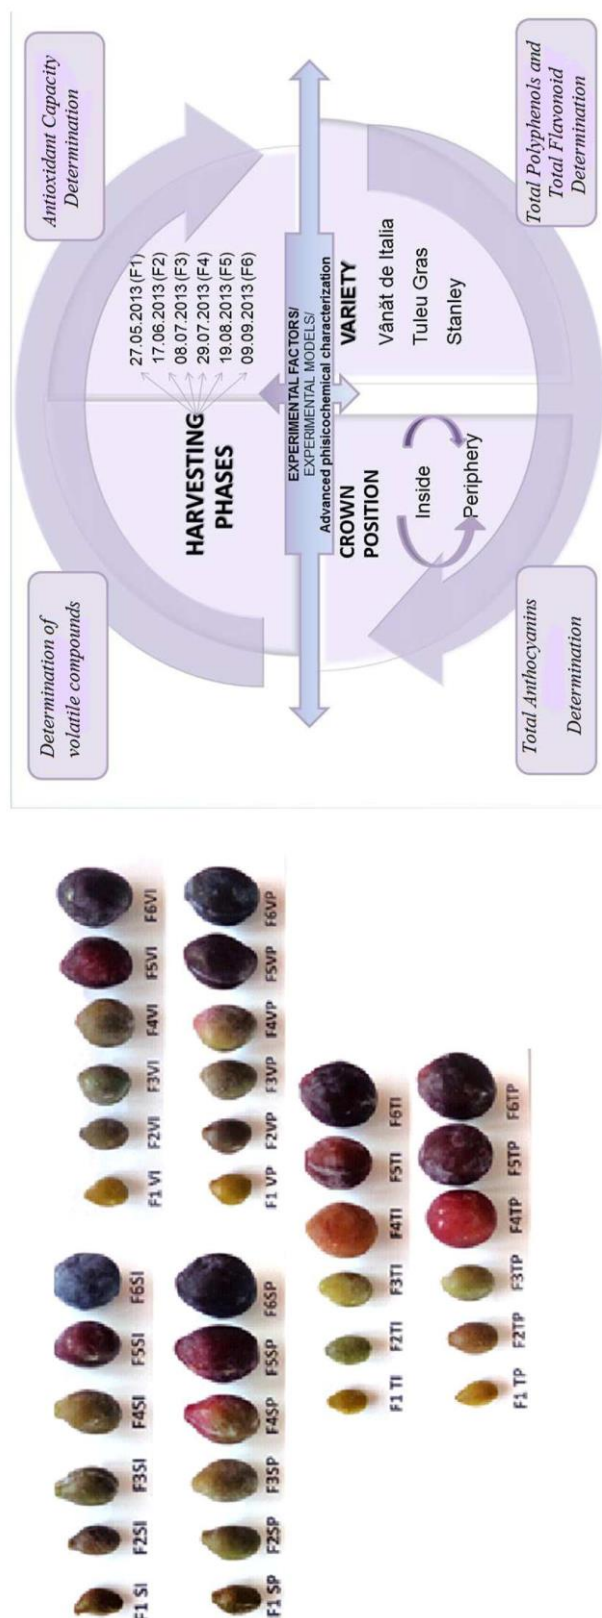 F1 SI F2SI F3SI F4SI F5SI F6SI
F1 SP F2SP F3SP F4SP F5SP F6SP
F1 VI F2VI F3VI F4VI F5VI F6VI
F1 VP F2VP F3VP F4VP F5VP F6VP
F1 TI F2TI F3TI F4TI F5TI F6TI
F1 TP F2TP F3TP F4TP F5TP F6TP
Determination of
volatile compounds
Antioxidant Capacity
Determination
HARVESTING
PHASES
27.05.2013 (F1)
17.06.2013 (F2)
08.07.2013 (F3)
29.07.2013 (F4)
19.08.2013 (F5)
09.09.2013 (F6)
EXPERIMENTAL FACTORS/
EXPERIMENTAL MODELS/
Advanced phisicochemical characterization
CROWN
POSITION
Inside
Periphery
VARIETY
Vânăt de Italia
Tuleu Gras
Stanley
Total Anthocyanins
Determination
Total Polyphenols and
Total Flavonoid
Determination